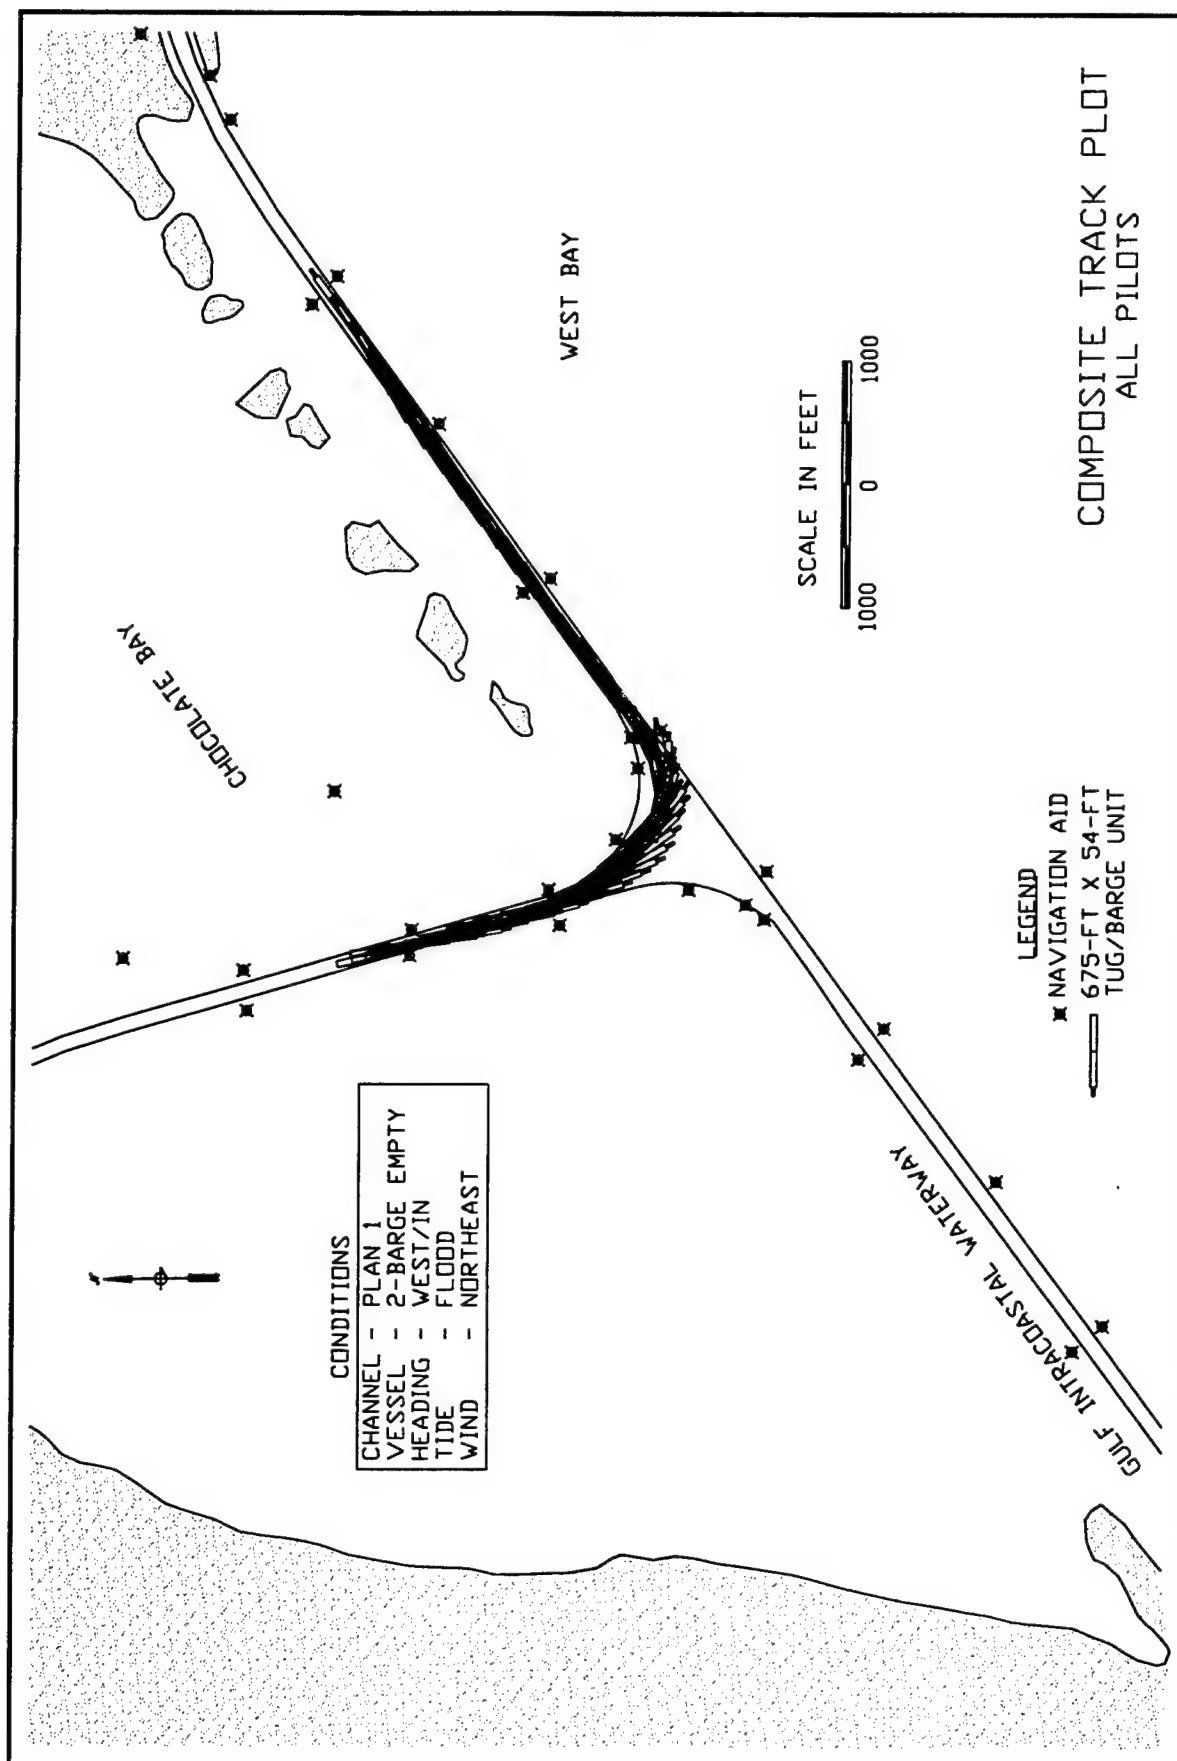 CHOCOLATE BAY
WEST BAY
SCALE IN FEET
1000 0 1000
CONDITIONS
CHANNEL - PLAN 1
VESSEL - 2-BARGE EMPTY
HEADING - WEST/IN
TIDE - FLOOD
WIND - NORTHEAST
GULF INTRACOASTAL WATERWAY
LEGEND
NAVIGATION AID
675-FT X 54-FT
TUG/BARGE UNIT
COMPOSITE TRACK PLOT
ALL PILOTS